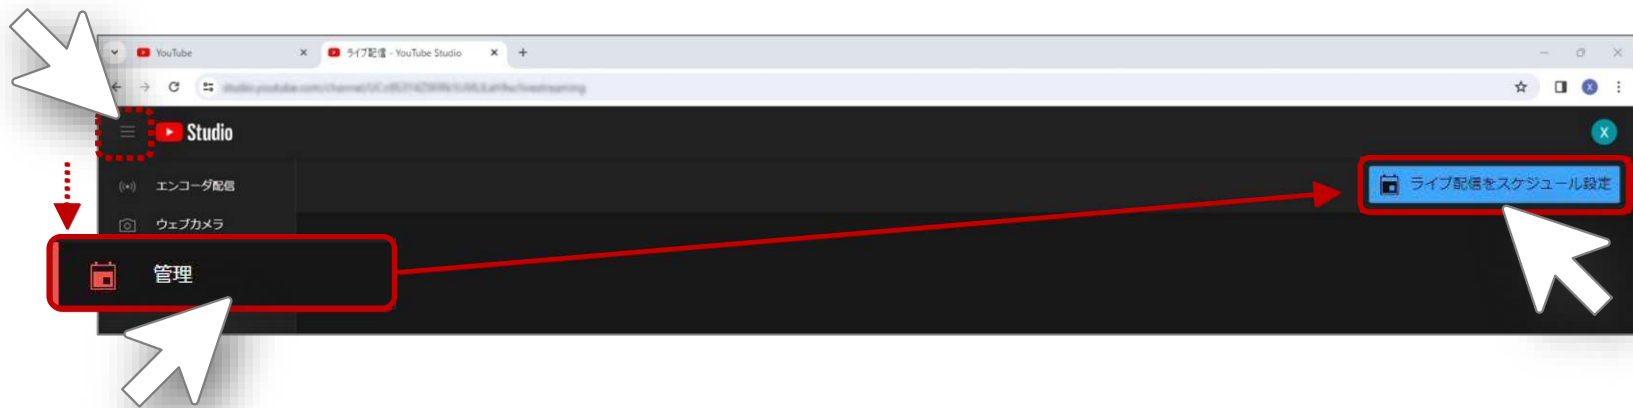 YouTube
ライブ配信 - YouTube Studio
Studio
X
エンコーダ配信
ライブ配信をスケジュール設定
ウェブカメラ
管理